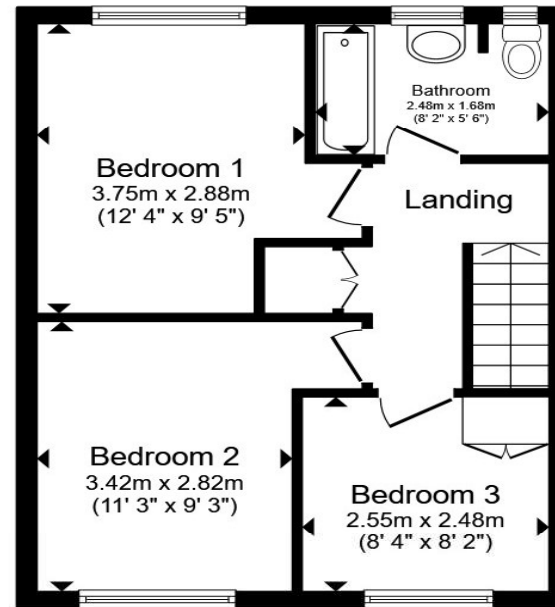 Bathroom
2.48m x 1.68m
(8' 2" x 5' 6")
Bedroom 1
3.75m x 2.88m
(12' 4" x 9' 5")
Landing
Bedroom 2
3.42m x 2.82m
(11' 3" x 9' 3")
Bedroom 3
2.55m x 2.48m
(8' 4" x 8' 2")